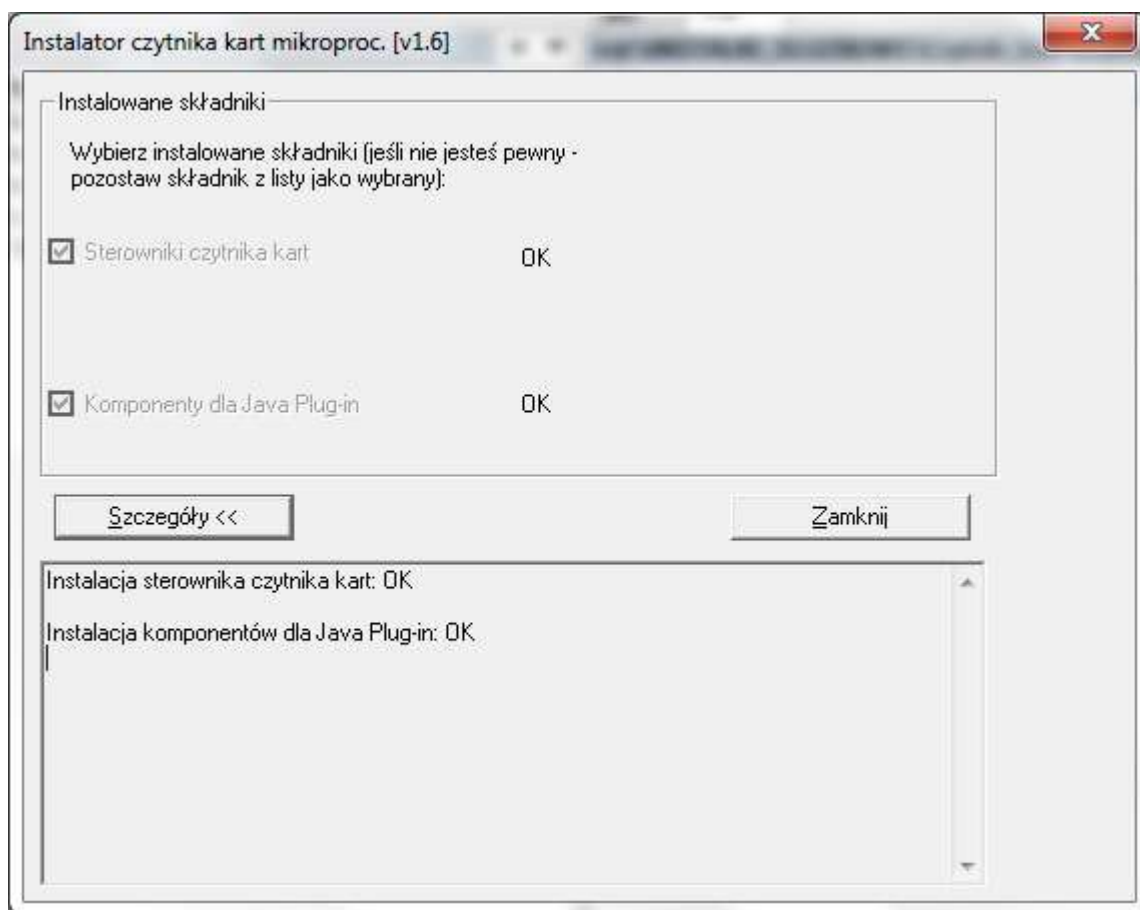 Instalator czytnika kart mikroproc. [v1.6]
Instalowane składniki
Wybierz instalowane składniki (jeśli nie jesteś pewny -
pozostaw składnik z listy jako wybrany):
Sterowniki czytnika kart OK
Komponenty dla Java Plug-in OK
Szczegóły << Zamknij
Instalacja sterownika czytnika kart: OK
Instalacja komponentów dla Java Plug-in: OK